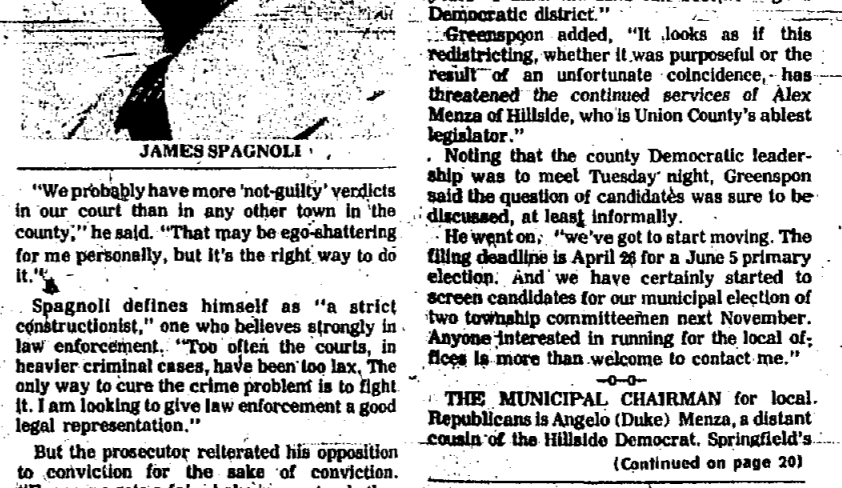 JAMES SPAGNOLI
"We probably have more 'not-guilty' verdicts
in our court than in any other town in the
county," he said. "That may be ego-shattering
for me personally, but it's the right way to do
it."
Spagnoli defines himself as "a strict
constructionist," one who believes strongly in
law enforcement. "Too often the courts, in
heavier criminal cases, have been too lax. The
only way to cure the crime problem is to fight
it. I am looking to give law enforcement a good
legal representation."
But the prosecutor reiterated his opposition
to conviction for the sake of conviction.
Democratic district."
Greenspoon added, "It looks as if this
redistricting, whether it was purposeful or the
result of an unfortunate coincidence, has
threatened the continued services of Alex
Menza of Hillside, who is Union County's ablest
legislator."
Noting that the county Democratic leader-
ship was to meet Tuesday night, Greenspon
said the question of candidates was sure to be
discussed, at least informally.
He went on, "we've got to start moving. The
filing deadline is April 26 for a June 5 primary
election. And we have certainly started to
screen candidates for our municipal election of
two township committeemen next November.
Anyone interested in running for the local of-
fices is more than welcome to contact me."
—o—o—
THE MUNICIPAL CHAIRMAN for local
Republicans is Angelo (Duke) Menza, a distant
cousin of the Hillside Democrat. Springfield's
(Continued on page 20)